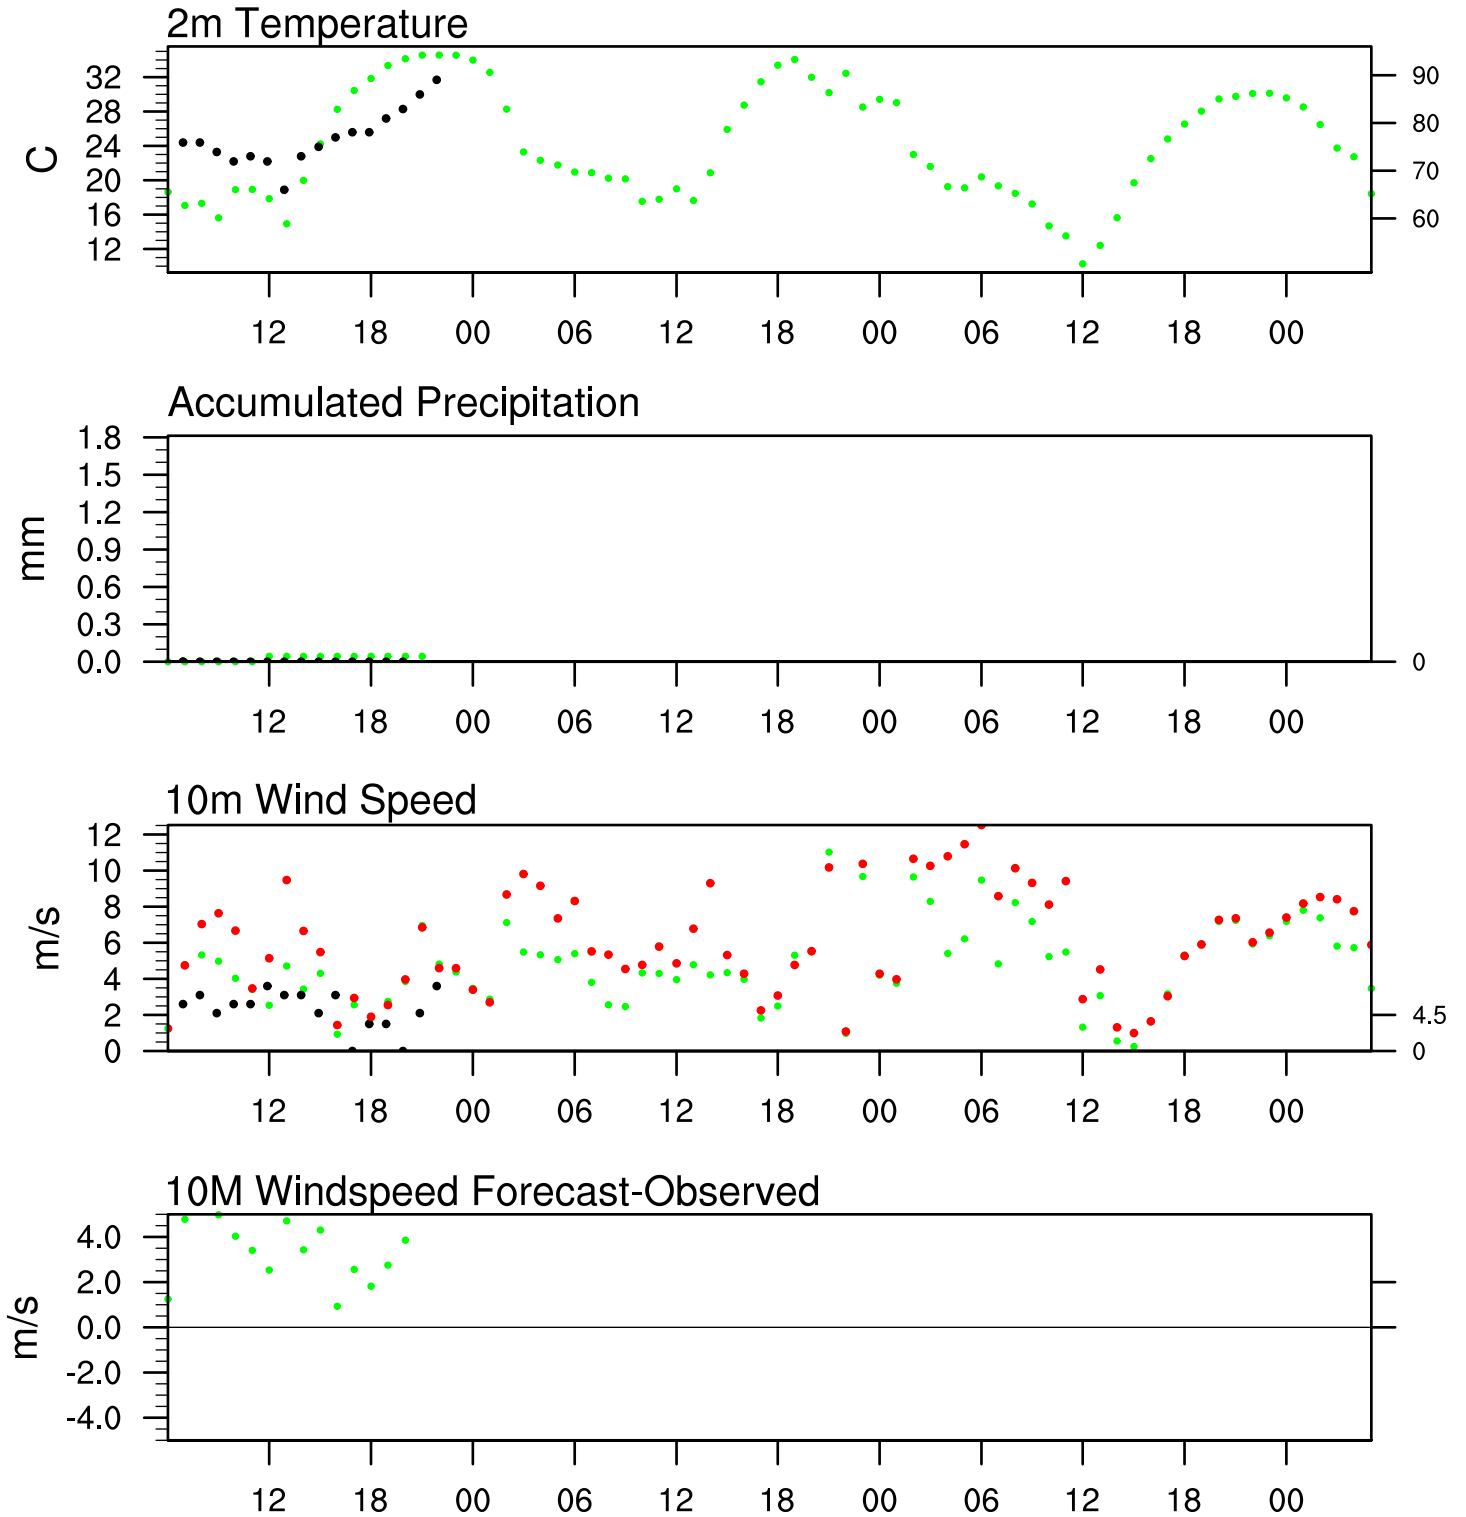 2m Temperature
32
28
24
20
16
12
C
90
80
70
60
12 18 00 06 12 18 00 06 12 18 00
Accumulated Precipitation
1.8
1.5
1.2
0.9
0.6
0.3
0.0
mm
0
12 18 00 06 12 18 00 06 12 18 00
10m Wind Speed
12
10
8
6
4
2
0
m/s
4.5
0
12 18 00 06 12 18 00 06 12 18 00
10M Windspeed Forecast-Observed
4.0
2.0
0.0
-2.0
-4.0
m/s
12 18 00 06 12 18 00 06 12 18 00